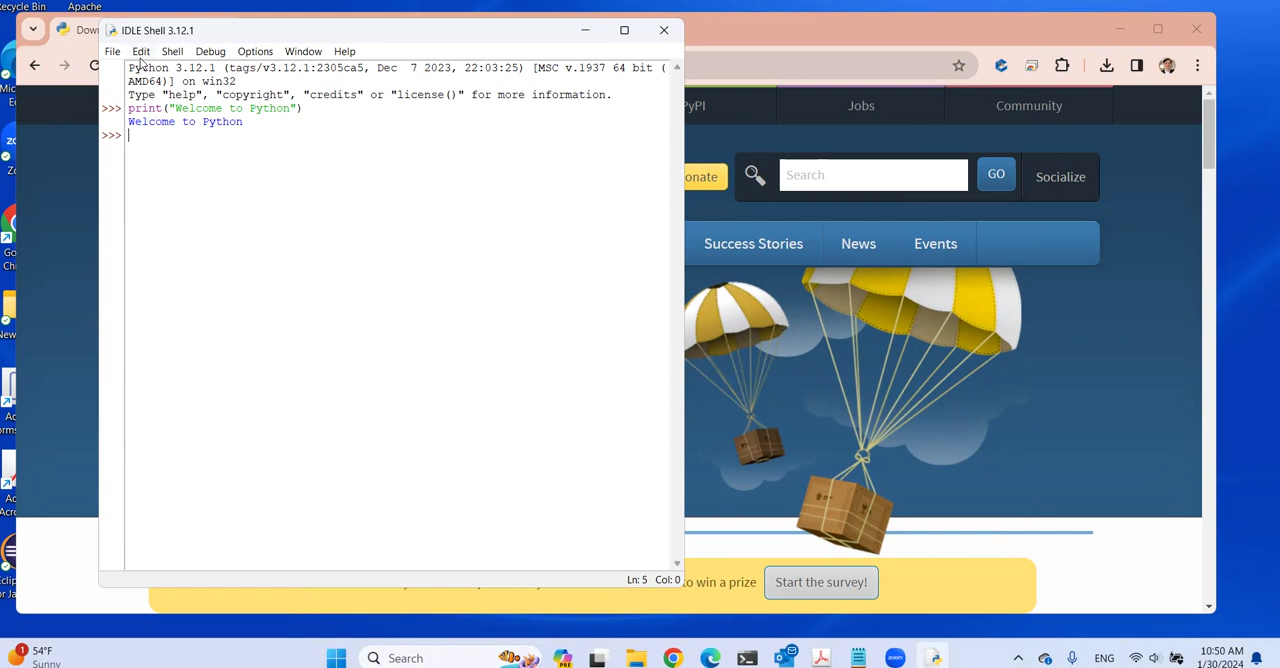 Recycle Bin
Apache
Down
IDLE Shell 3.12.1
File Edit Shell Debug Options Window Help
Python 3.12.1 (tags/v3.12.1:2305ca5, Dec 7 2023, 22:03:25) [MSC v.1937 64 bit (
AMD64)] on win32
Type "help", "copyright", "credits" or "license()" for more information.
>>> print("Welcome to Python")
Welcome to Python
>>>
Ln: 5 Col: 0
PyPI
Jobs
Community
onate
Search
GO
Socialize
Success Stories
News
Events
to win a prize
Start the survey!
1
54°F
Sunny
Search
ENG
10:50 AM
1/30/2024